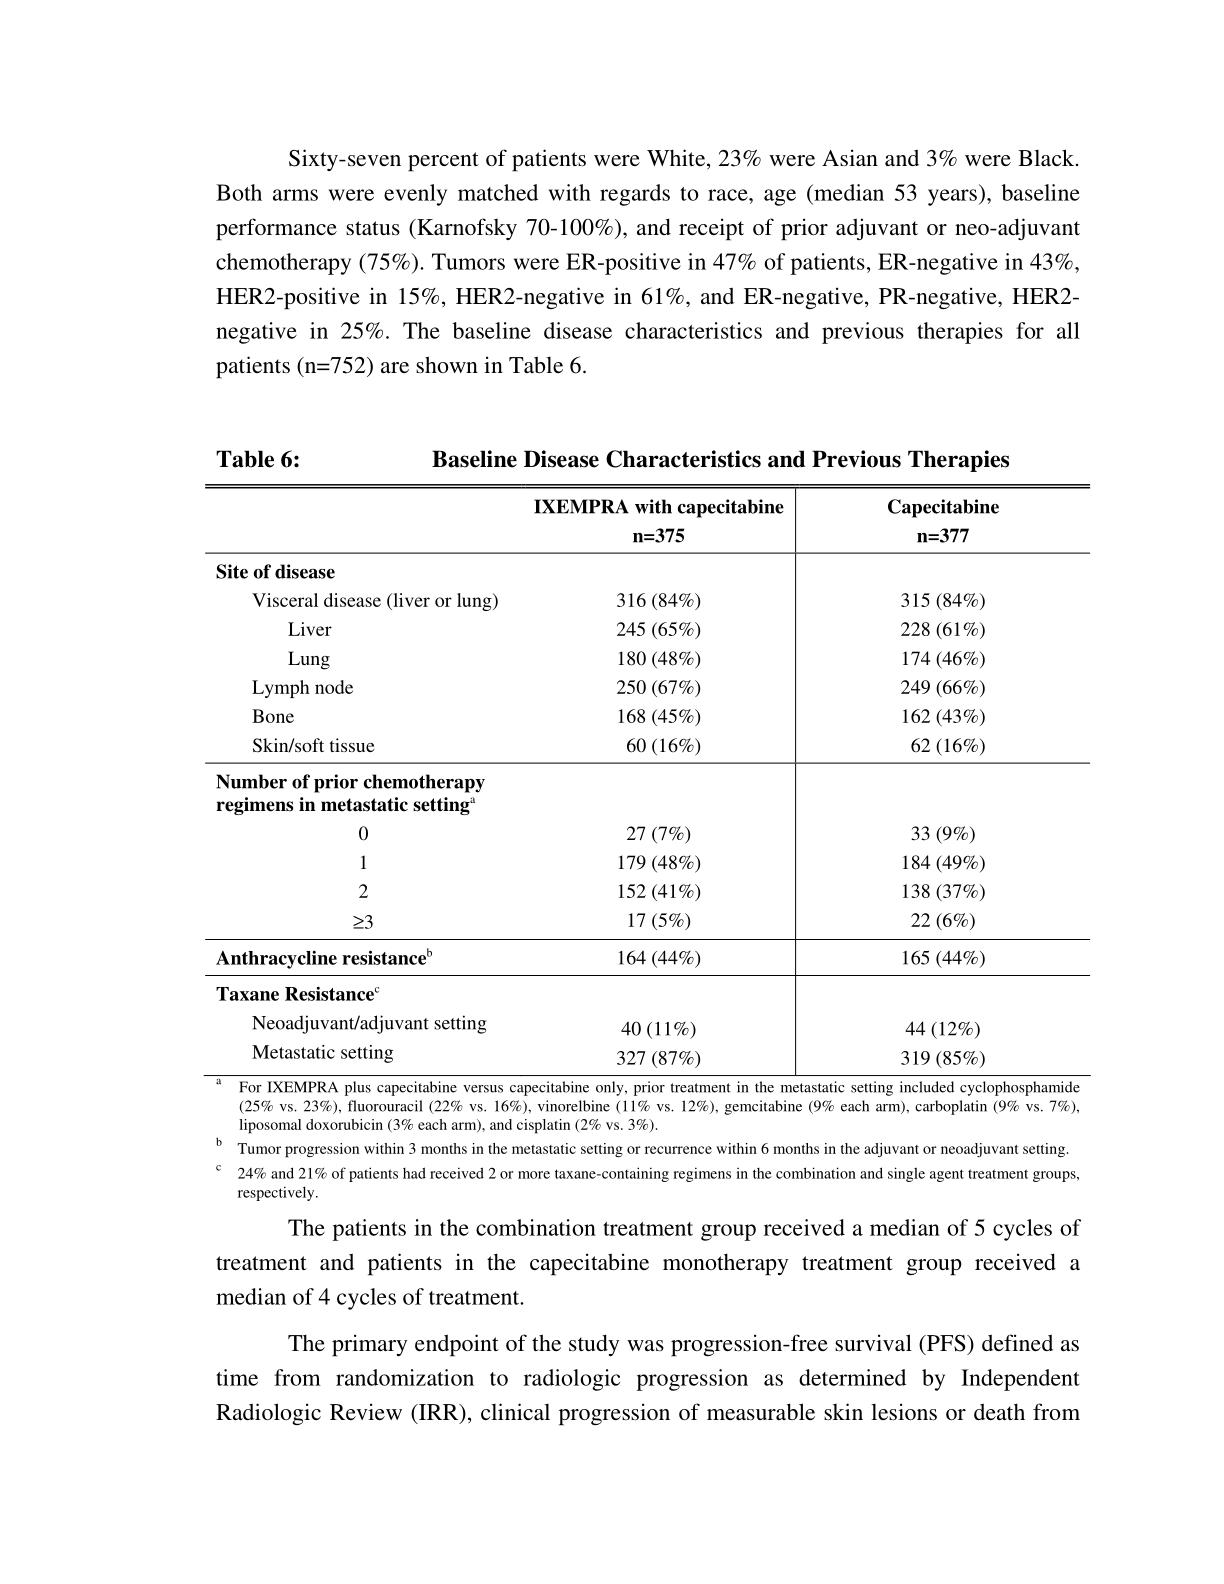 Sixty-seven percent of patients were White, 23% were Asian and 3% were Black.
Both arms were evenly matched with regards to race, age (median 53 years), baseline
performance status (Karnofsky 70-100%), and receipt of prior adjuvant or neo-adjuvant
chemotherapy (75%). Tumors were ER-positive in 47% of patients, ER-negative in 43%,
HER2-positive in 15%, HER2-negative in 61%, and ER-negative, PR-negative, HER2-
negative in 25%. The baseline disease characteristics and previous therapies for all
patients (n=752) are shown in Table 6.
Table 6: Baseline Disease Characteristics and Previous Therapies
IXEMPRA with capecitabine Capecitabine
n=375 n=377
Site of disease
Visceral disease (liver or lung) 316 (84%) 315 (84%)
Liver 245 (65%) 228 (61%)
Lung 180 (48%) 174 (46%)
Lymph node 250 (67%) 249 (66%)
Bone 168 (45%) 162 (43%)
Skin/soft tissue 60 (16%) 62 (16%)
Number of prior chemotherapy
regimens in metastatic setting<sup>a</sup>
0 27 (7%) 33 (9%)
1 179 (48%) 184 (49%)
2 152 (41%) 138 (37%)
≥3 17 (5%) 22 (6%)
Anthracycline resistance<sup>b</sup> 164 (44%) 165 (44%)
Taxane Resistance<sup>c</sup>
Neoadjuvant/adjuvant setting 40 (11%) 44 (12%)
Metastatic setting 327 (87%) 319 (85%)
<sup>a</sup> For IXEMPRA plus capecitabine versus capecitabine only, prior treatment in the metastatic setting included cyclophosphamide
(25% vs. 23%), fluorouracil (22% vs. 16%), vinorelbine (11% vs. 12%), gemcitabine (9% each arm), carboplatin (9% vs. 7%),
liposomal doxorubicin (3% each arm), and cisplatin (2% vs. 3%).
<sup>b</sup> Tumor progression within 3 months in the metastatic setting or recurrence within 6 months in the adjuvant or neoadjuvant setting.
<sup>c</sup> 24% and 21% of patients had received 2 or more taxane-containing regimens in the combination and single agent treatment groups,
respectively.
The patients in the combination treatment group received a median of 5 cycles of
treatment and patients in the capecitabine monotherapy treatment group received a
median of 4 cycles of treatment.
The primary endpoint of the study was progression-free survival (PFS) defined as
time from randomization to radiologic progression as determined by Independent
Radiologic Review (IRR), clinical progression of measurable skin lesions or death from